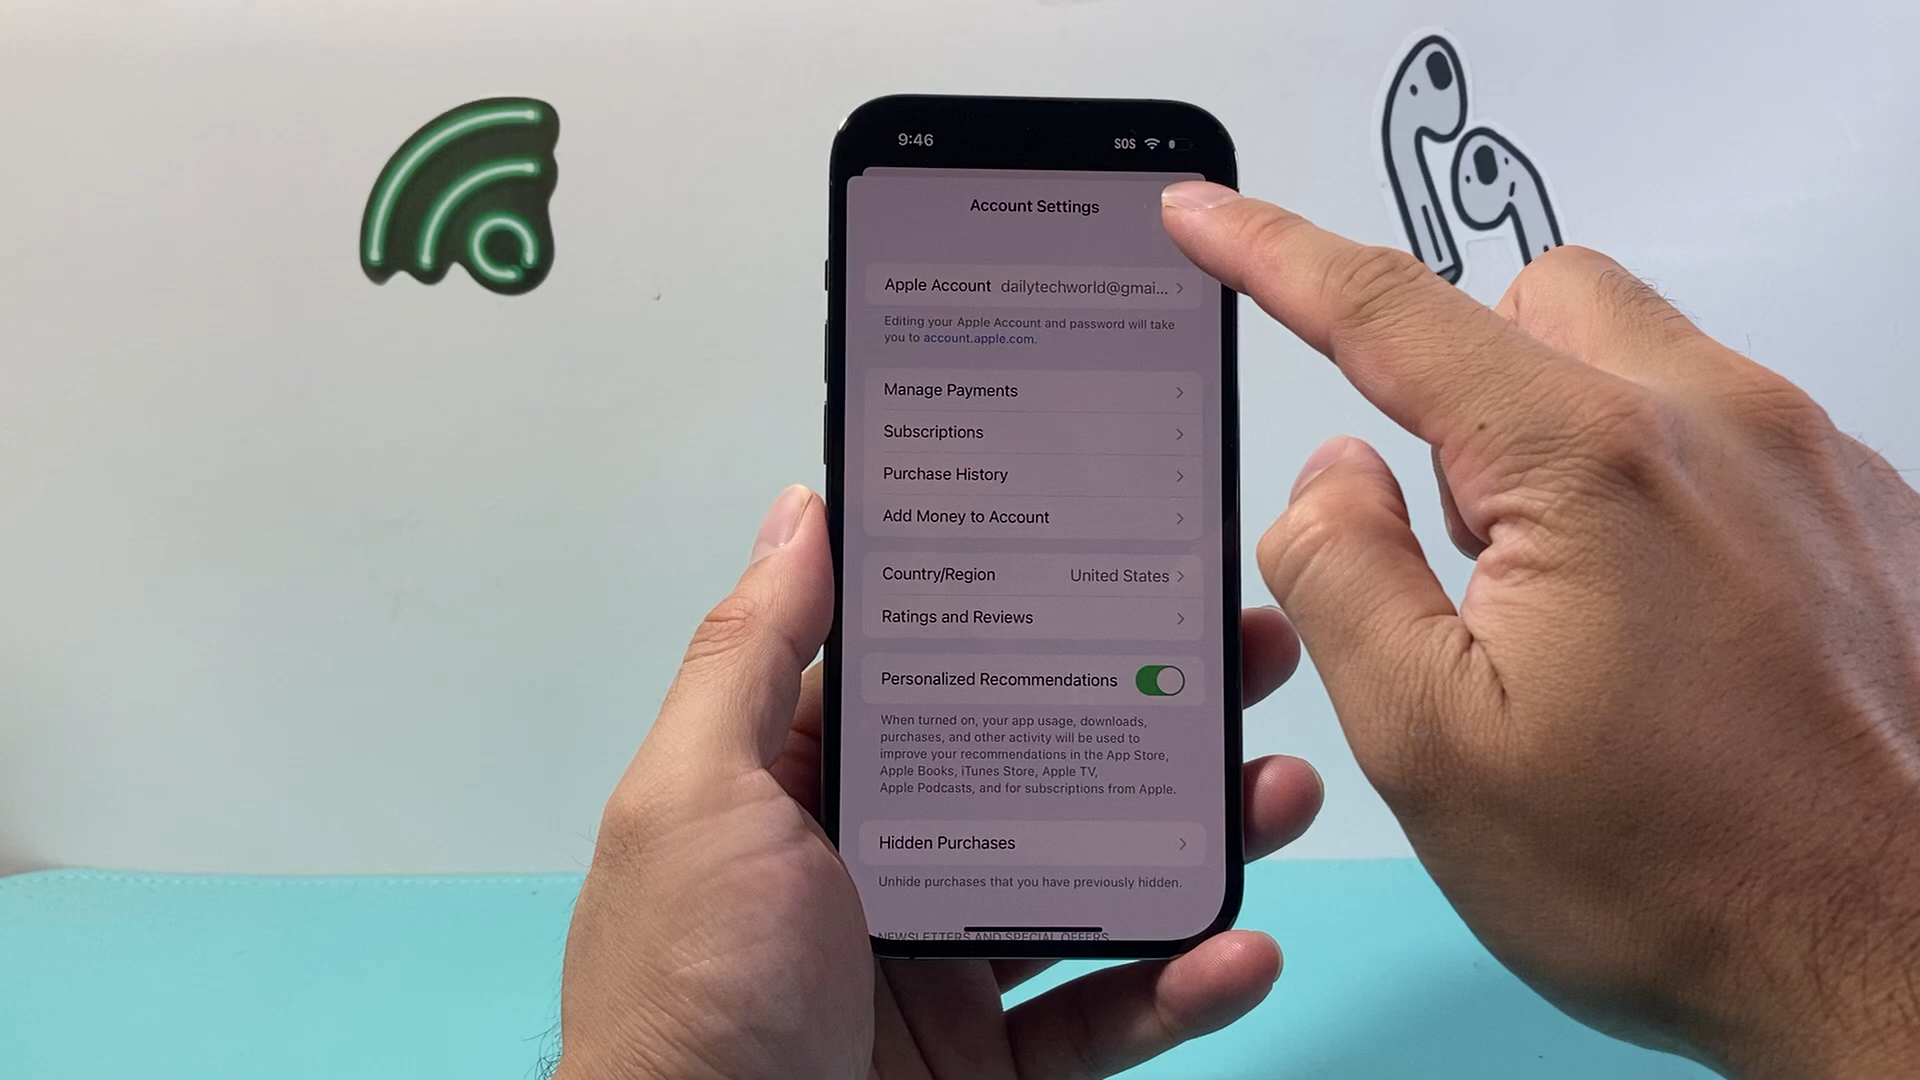 9:46
SOS
Account Settings
Apple Account dailytechworld@gmai...
Editing your Apple Account and password will take
you to account.apple.com.
Manage Payments
Subscriptions
Purchase History
Add Money to Account
Country/Region United States
Ratings and Reviews
Personalized Recommendations
When turned on, your app usage, downloads,
purchases, and other activity will be used to
improve your recommendations in the App Store,
Apple Books, iTunes Store, Apple TV,
Apple Podcasts, and for subscriptions from Apple.
Hidden Purchases
Unhide purchases that you have previously hidden.
NEWSLETTERS AND SPECIAL OFFERS